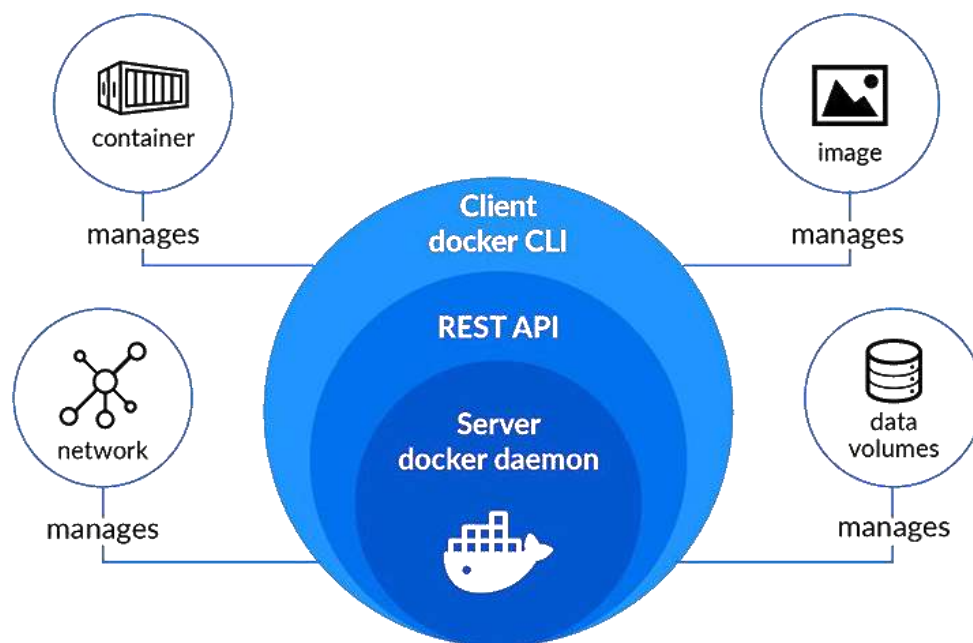 container
image
manages
manages
Client
docker CLI
REST API
Server
docker daemon
network
data
volumes
manages
manages